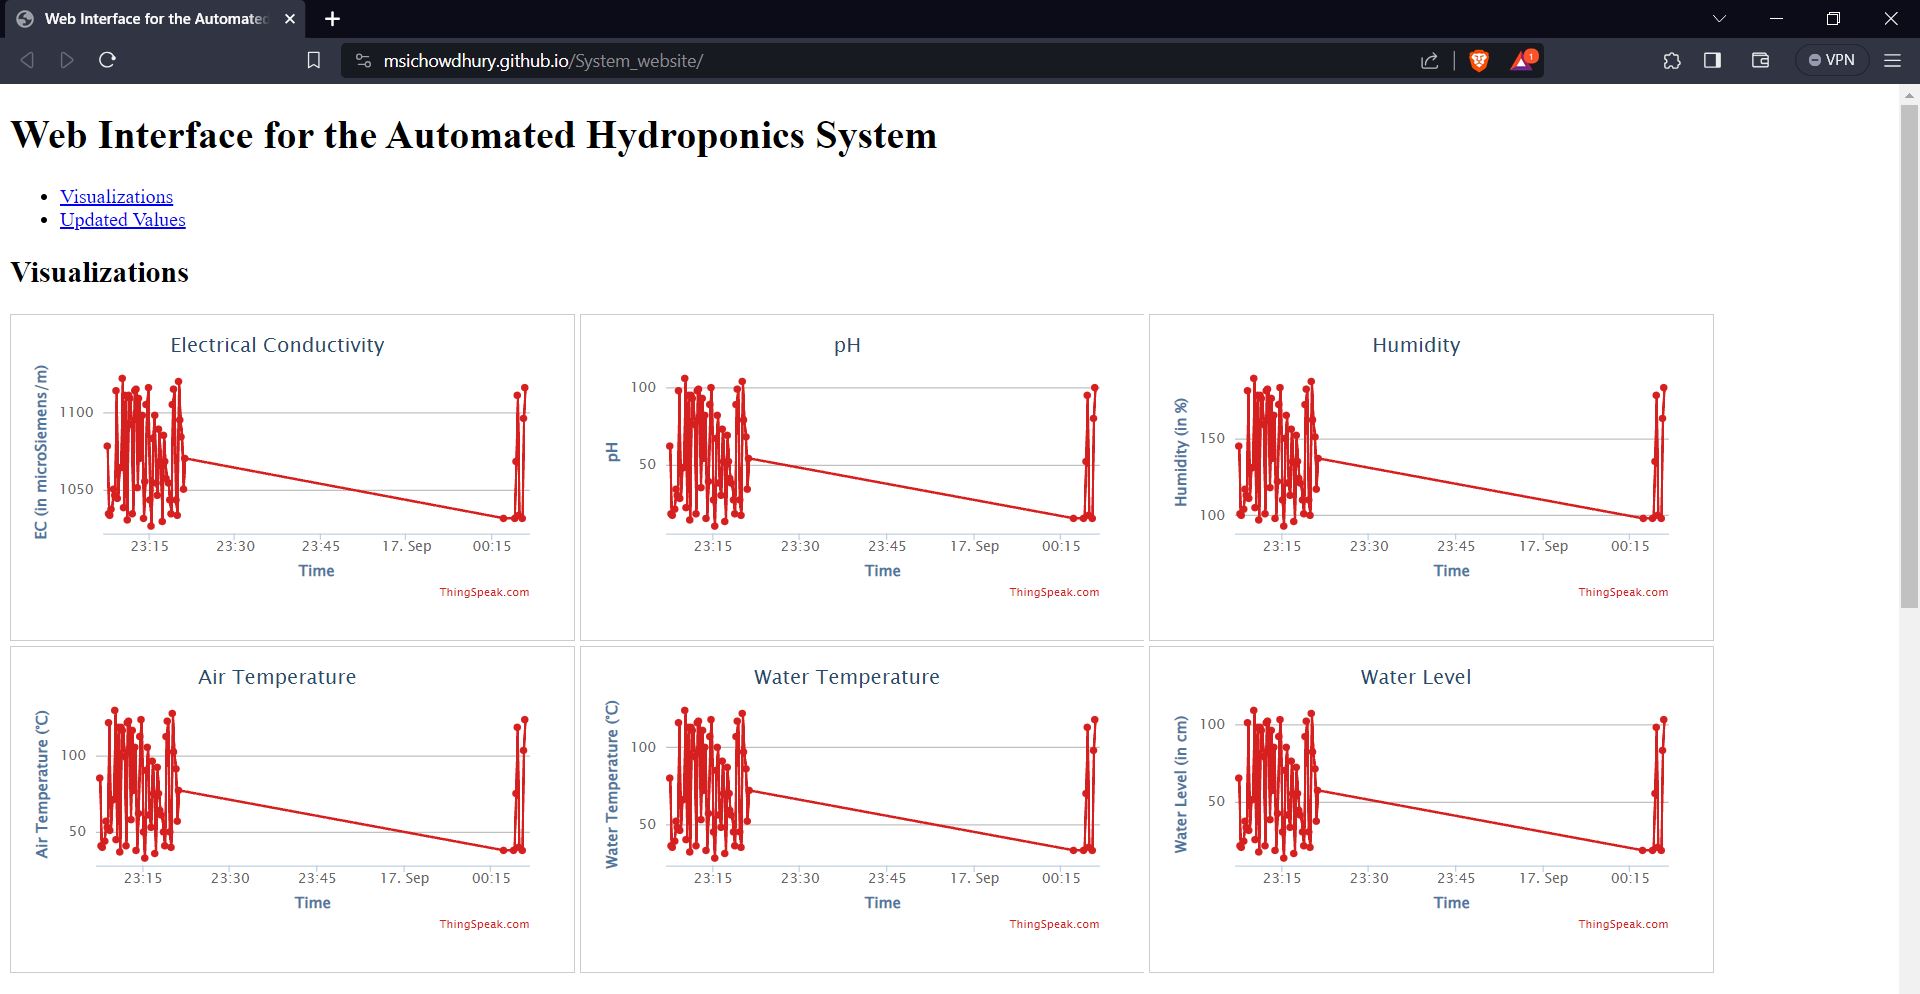 Web Interface for the Automated
msichowdhury.github.io/System_website/
1
VPN
Web Interface for the Automated Hydroponics System
Visualizations
Updated Values
Visualizations
Electrical Conductivity
EC (in microSiemens/m)
1100
1050
23:15 23:30 23:45 17. Sep 00:15
Time
ThingSpeak.com
pH
pH
100
50
23:15 23:30 23:45 17. Sep 00:15
Time
ThingSpeak.com
Humidity
Humidity (in %)
150
100
23:15 23:30 23:45 17. Sep 00:15
Time
ThingSpeak.com
Air Temperature
Air Temperature (°C)
100
50
23:15 23:30 23:45 17. Sep 00:15
Time
ThingSpeak.com
Water Temperature
Water Temperature (°C)
100
50
23:15 23:30 23:45 17. Sep 00:15
Time
ThingSpeak.com
Water Level
Water Level (in cm)
100
50
23:15 23:30 23:45 17. Sep 00:15
Time
ThingSpeak.com